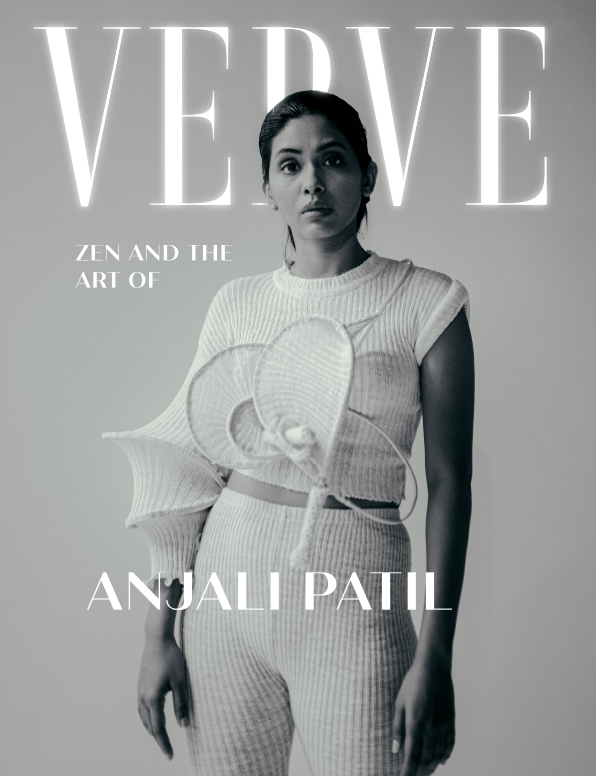 VERVE
ZEN AND THE
ART OF
ANJALI PATIL